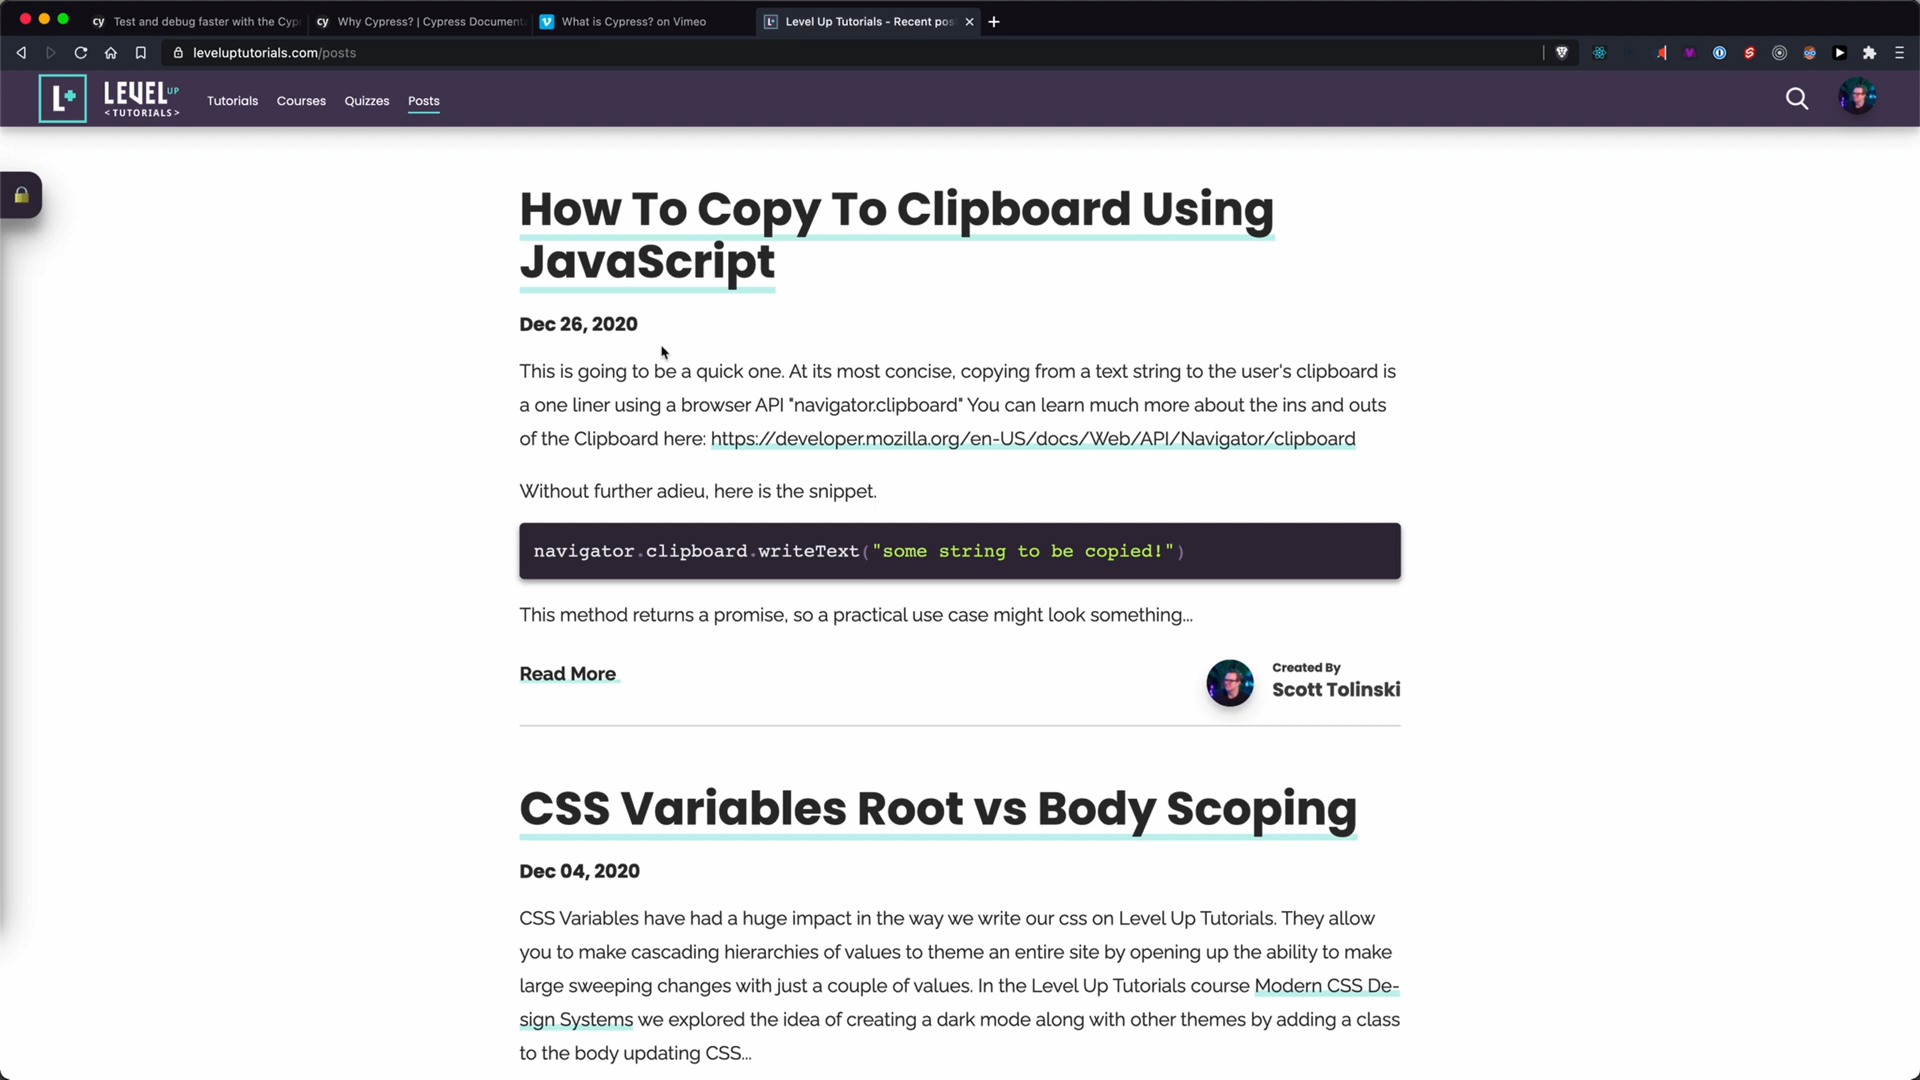 Test and debug faster with the Cyp
Why Cypress? | Cypress Document
What is Cypress? on Vimeo
Level Up Tutorials - Recent pos
leveluptutorials.com/posts
L+
LEVEL UP
<TUTORIALS>
Tutorials
Courses
Quizzes
Posts
How To Copy To Clipboard Using
JavaScript
Dec 26, 2020
This is going to be a quick one. At its most concise, copying from a text string to the user's clipboard is
a one liner using a browser API "navigator.clipboard" You can learn much more about the ins and outs
of the Clipboard here: https://developer.mozilla.org/en-US/docs/Web/API/Navigator/clipboard
Without further adieu, here is the snippet.
navigator.clipboard.writeText("some string to be copied!")
This method returns a promise, so a practical use case might look something...
Read More
Created By
Scott Tolinski
CSS Variables Root vs Body Scoping
Dec 04, 2020
CSS Variables have had a huge impact in the way we write our css on Level Up Tutorials. They allow
you to make cascading hierarchies of values to theme an entire site by opening up the ability to make
large sweeping changes with just a couple of values. In the Level Up Tutorials course Modern CSS De-
sign Systems we explored the idea of creating a dark mode along with other themes by adding a class
to the body updating CSS...